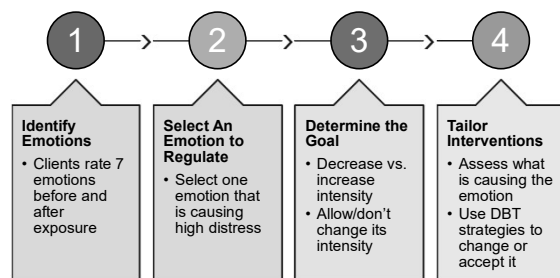 1
2
3
4
Identify
Emotions
• Clients rate 7
emotions
before and
after
exposure
Select An
Emotion to
Regulate
• Select one
emotion that
is causing
high distress
Determine the
Goal
• Decrease vs.
increase
intensity
• Allow/don't
change its
intensity
Tailor
Interventions
• Assess what
is causing the
emotion
• Use DBT
strategies to
change or
accept it